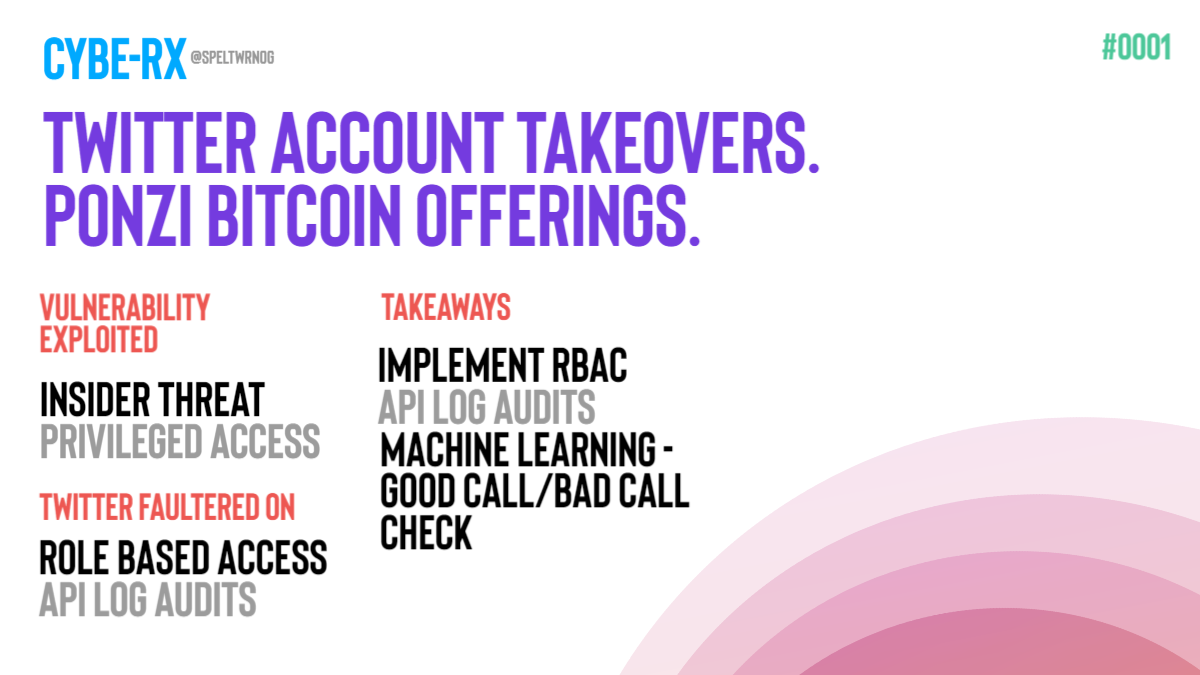 CYBE-RX @SPELTWRNOG
#0001
TWITTER ACCOUNT TAKEOVERS.
PONZI BITCOIN OFFERINGS.
VULNERABILITY
EXPLOITED
INSIDER THREAT
PRIVILEGED ACCESS
TWITTER FAULTERED ON
ROLE BASED ACCESS
API LOG AUDITS
TAKEAWAYS
IMPLEMENT RBAC
API LOG AUDITS
MACHINE LEARNING -
GOOD CALL/BAD CALL
CHECK